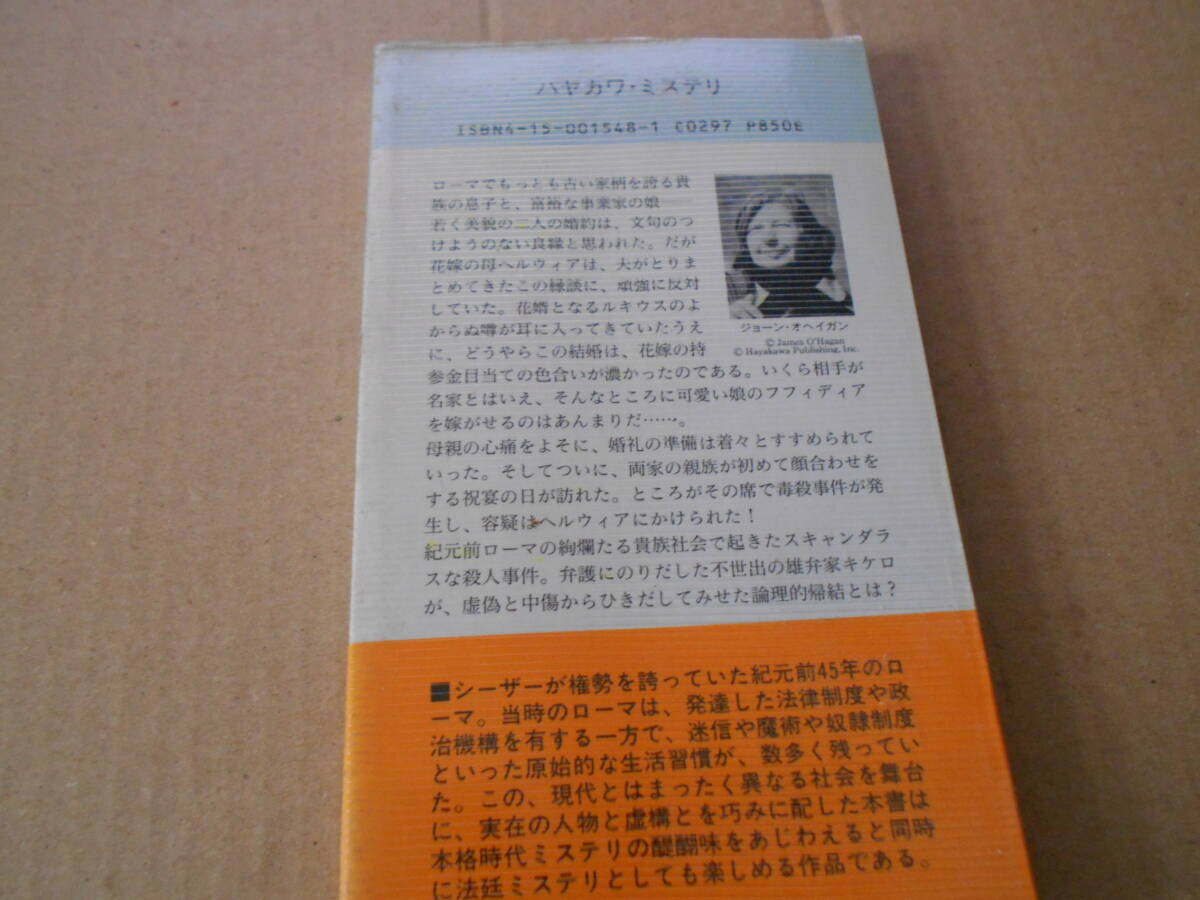 ハヤカワ・ミステリ
ISBN4-15-001548-1 C0297 P850E
ローマでもっとも古い家柄を誇る貴
族の息子と、富裕な事業家の娘――
若く美貌の二人の婚約は、文句のつ
けようのない良縁と思われた。だが
花嫁の母ヘルウィアは、夫がとりま
とめてきたこの縁談に、頑強に反対
していた。花婿となるルキウスのよ
からぬ噂が耳に入ってきていたうえ
に、どうやらこの結婚は、花嫁の持
参金目当ての色合いが濃かったのである。いくら相手が
名家とはいえ、そんなところに可愛い娘のフフィディア
を嫁がせるのはあんまりだ……。
母親の心痛をよそに、婚礼の準備は着々とすすめられて
いった。そしてついに、両家の親族が初めて顔合わせを
する祝宴の日が訪れた。ところがその席で毒殺事件が発
生し、容疑はヘルウィアにかけられた！
紀元前ローマの絢爛たる貴族社会で起きたスキャンダラ
スな殺人事件。弁護にのりだした不世出の雄弁家キケロ
が、虚偽と中傷からひきだしてみせた論理的帰結とは？
ジョーン・オヘイガン
© James O'Hagan
© Hayakawa Publishing, Inc.
■シーザーが権勢を誇っていた紀元前45年のロ
ーマ。当時のローマは、発達した法律制度や政
治機構を有する一方で、迷信や魔術や奴隷制度
といった原始的な生活習慣が、数多く残ってい
た。この、現代とはまったく異なる社会を舞台
に、実在の人物と虚構とを巧みに配した本書は
本格時代ミステリの醍醐味をあじわえると同時
に法廷ミステリとしても楽しめる作品である。